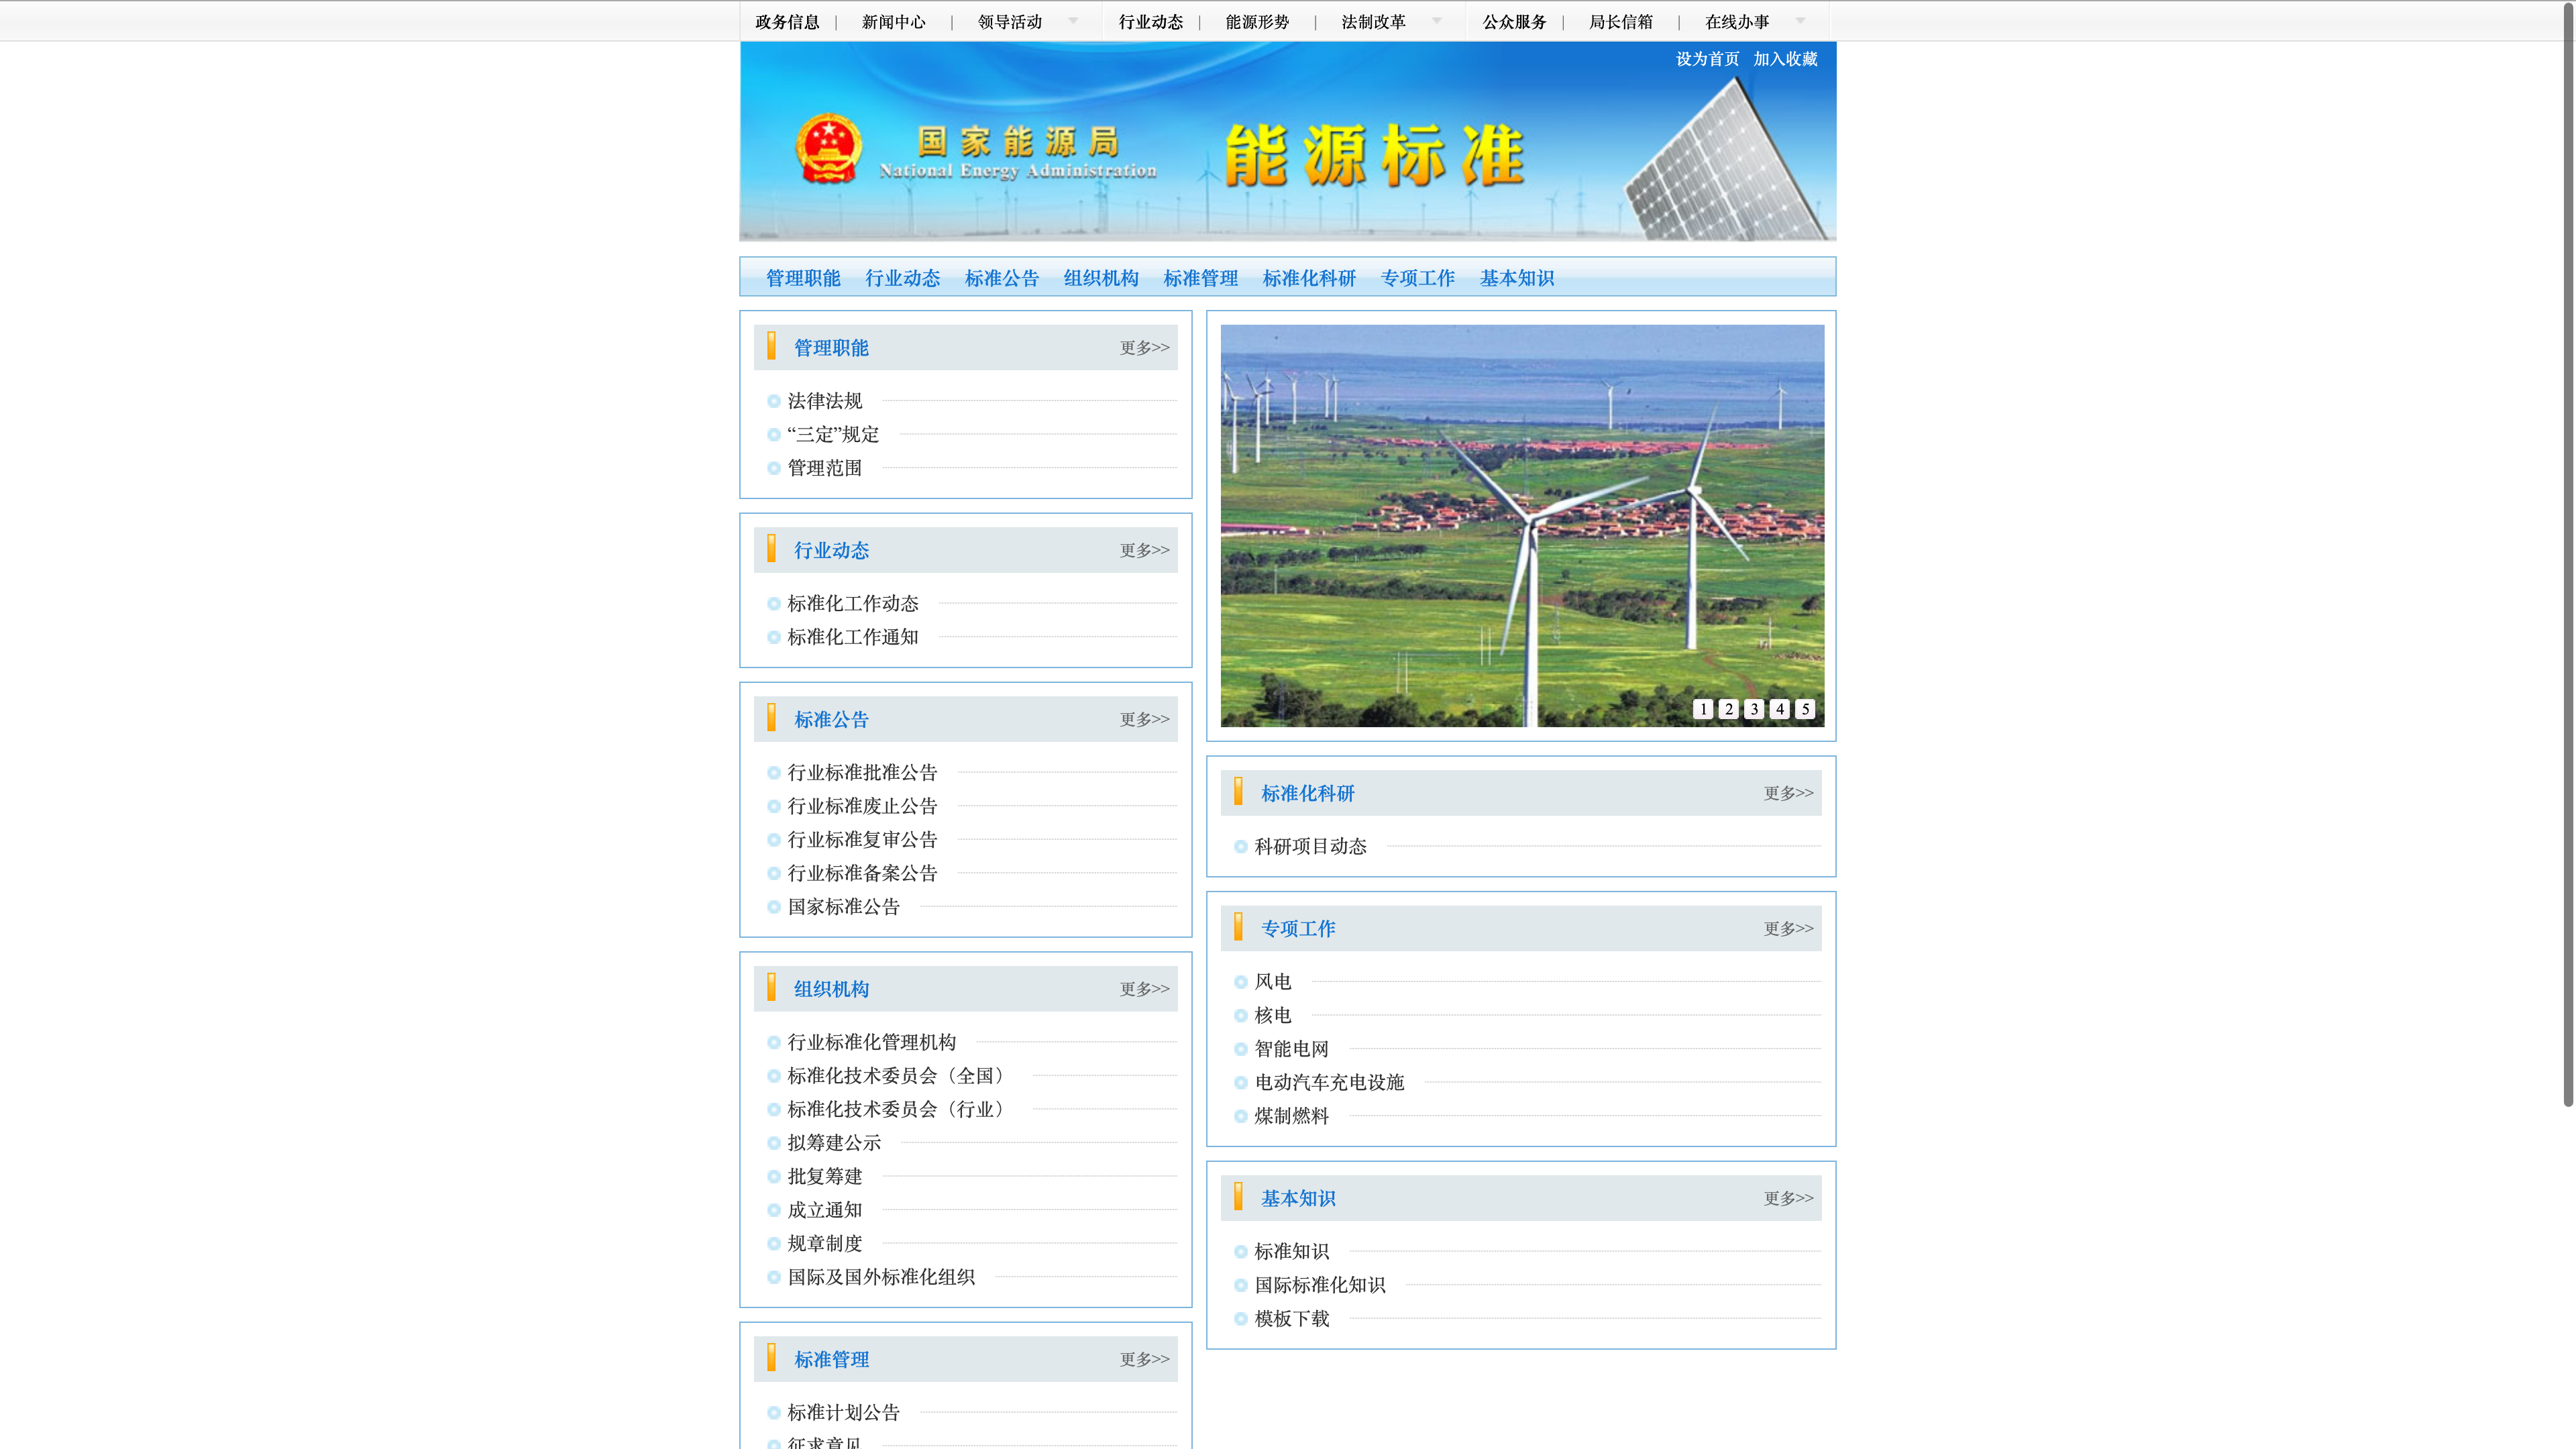 政务信息 | 新闻中心 | 领导活动 行业动态 | 能源形势 | 法制改革 公众服务 | 局长信箱 | 在线办事
设为首页 加入收藏
国家能源局
National Energy Administration
能源标准
管理职能 行业动态 标准公告 组织机构 标准管理 标准化科研 专项工作 基本知识
管理职能 更多>>
法律法规
“三定”规定
管理范围
行业动态 更多>>
标准化工作动态
标准化工作通知
标准公告 更多>>
行业标准批准公告
行业标准废止公告
行业标准复审公告
行业标准备案公告
国家标准公告
组织机构 更多>>
行业标准化管理机构
标准化技术委员会（全国）
标准化技术委员会（行业）
拟筹建公示
批复筹建
成立通知
规章制度
国际及国外标准化组织
标准管理 更多>>
标准计划公告
征求意见
1 2 3 4 5
标准化科研 更多>>
科研项目动态
专项工作 更多>>
风电
核电
智能电网
电动汽车充电设施
煤制燃料
基本知识 更多>>
标准知识
国际标准化知识
模板下载